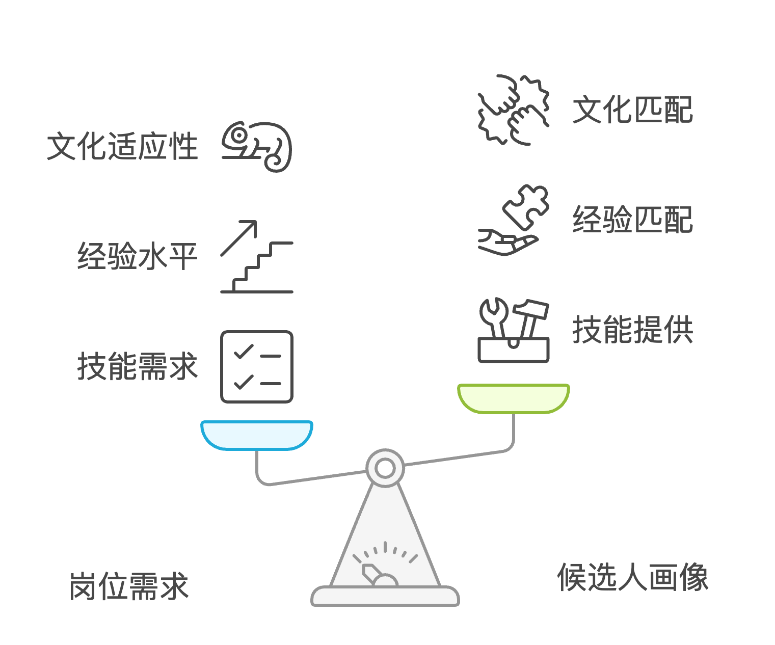 文化适应性
经验水平
技能需求
岗位需求
文化匹配
经验匹配
技能提供
候选人画像